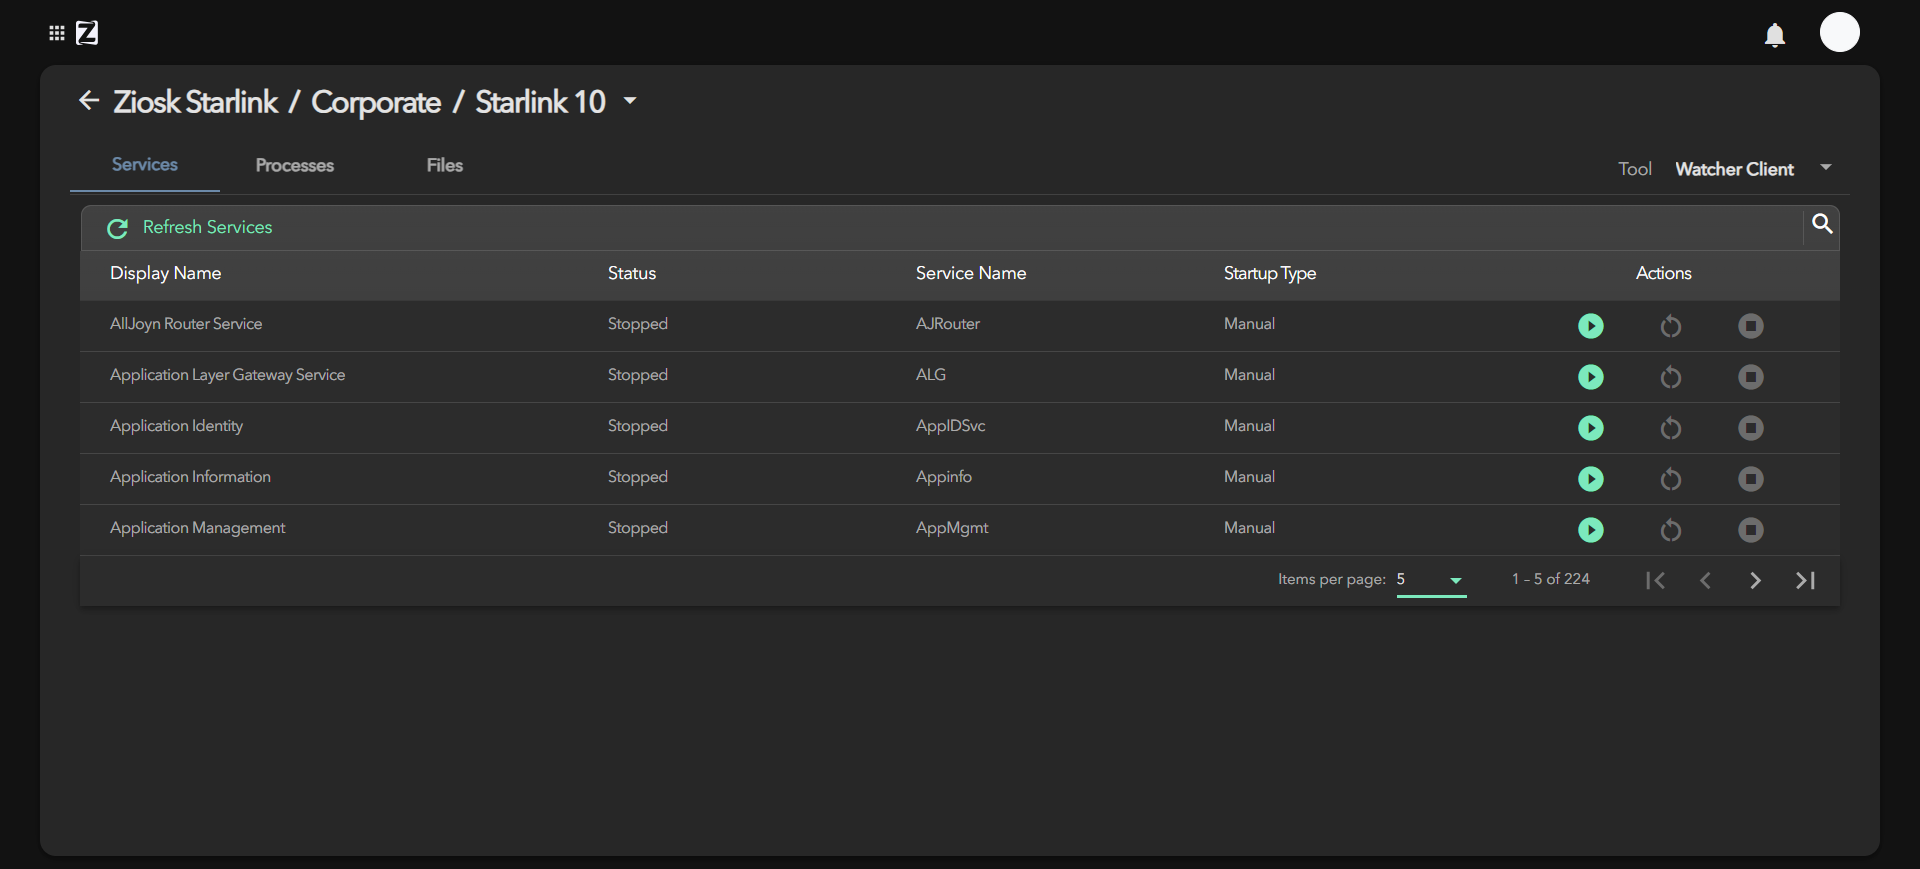 Z
Ziosk Starlink / Corporate / Starlink 10
Services Processes Files Tool Watcher Client
Refresh Services
Display Name Status Service Name Startup Type Actions
AllJoyn Router Service Stopped AJRouter Manual
Application Layer Gateway Service Stopped ALG Manual
Application Identity Stopped AppIDSvc Manual
Application Information Stopped Appinfo Manual
Application Management Stopped AppMgmt Manual
Items per page: 5 1 – 5 of 224